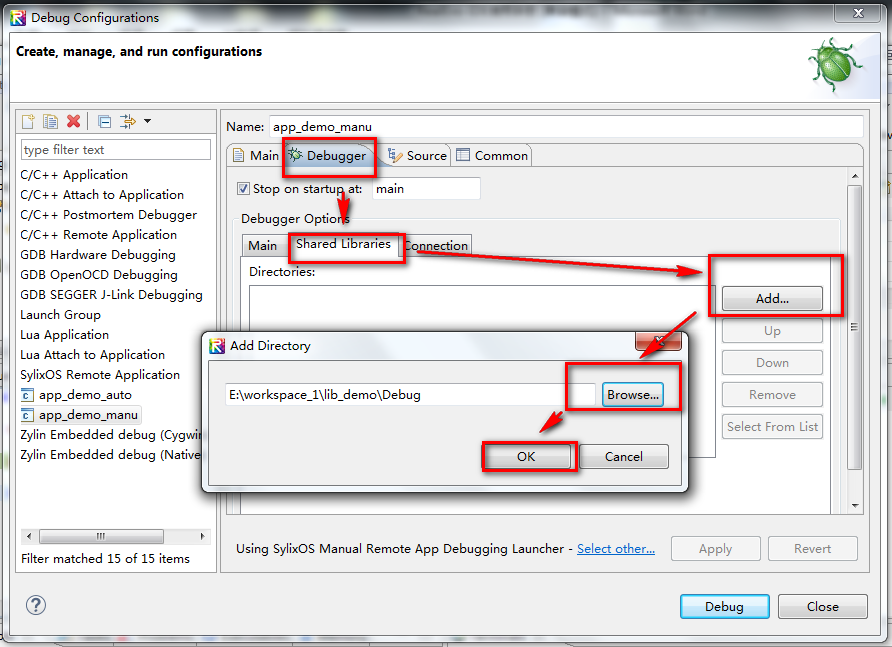 Debug Configurations
Create, manage, and run configurations
type filter text
C/C++ Application
C/C++ Attach to Application
C/C++ Postmortem Debugger
C/C++ Remote Application
GDB Hardware Debugging
GDB OpenOCD Debugging
GDB SEGGER J-Link Debugging
Launch Group
Lua Application
Lua Attach to Application
SylixOS Remote Application
app_demo_auto
app_demo_manu
Zylin Embedded debug (Cygwin
Zylin Embedded debug (Native
Filter matched 15 of 15 items
Name: app_demo_manu
Main Debugger Source Common
Stop on startup at: main
Debugger Options
Main Shared Libraries Connection
Directories:
Add...
Up
Down
Remove
Select From List
Add Directory
E:\workspace_1\lib_demo\Debug
Browse...
OK Cancel
Using SylixOS Manual Remote App Debugging Launcher - Select other...
Apply Revert
Debug Close